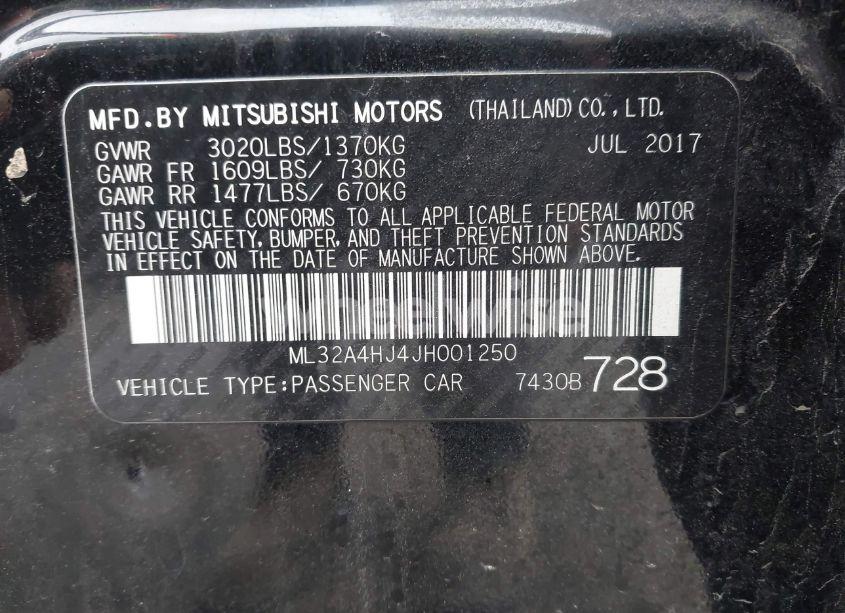 MFD.BY MITSUBISHI MOTORS (THAILAND)CO.,LTD.
GVWR 3020LBS/1370KG JUL 2017
GAWR FR 1609LBS/ 730KG
GAWR RR 1477LBS/ 670KG
THIS VEHICLE CONFORMS TO ALL APPLICABLE FEDERAL MOTOR
VEHICLE SAFETY, BUMPER, AND THEFT PREVENTION STANDARDS
IN EFFECT ON THE DATE OF MANUFACTURE SHOWN ABOVE.
wheelwise
ML32A4HJ4JH001250
VEHICLE TYPE:PASSENGER CAR 7430B 728